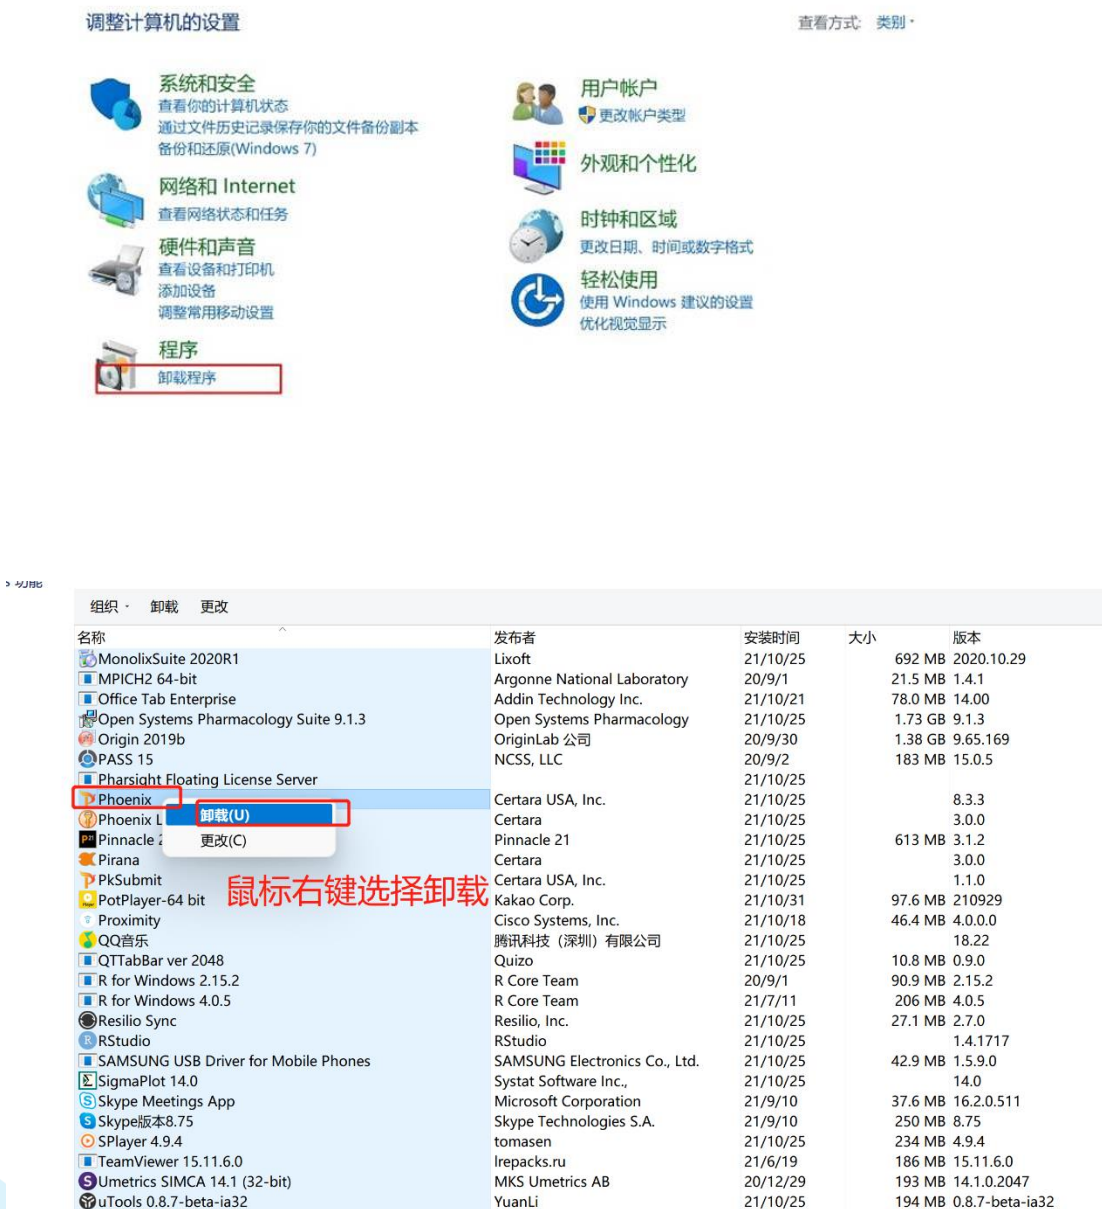 调整计算机的设置
查看方式: 类别
系统和安全
查看你的计算机状态
通过文件历史记录保存你的文件备份副本
备份和还原(Windows 7)
网络和 Internet
查看网络状态和任务
硬件和声音
查看设备和打印机
添加设备
调整常用移动设置
程序
卸载程序
用户帐户
更改帐户类型
外观和个性化
时钟和区域
更改日期、时间或数字格式
轻松使用
使用 Windows 建议的设置
优化视觉显示
组织 卸载 更改
名称 发布者 安装时间 大小 版本
MonolixSuite 2020R1 Lixoft 21/10/25 692 MB 2020.10.29
MPICH2 64-bit Argonne National Laboratory 20/9/1 21.5 MB 1.4.1
Office Tab Enterprise Addin Technology Inc. 21/10/21 78.0 MB 14.00
Open Systems Pharmacology Suite 9.1.3 Open Systems Pharmacology 21/10/25 1.73 GB 9.1.3
Origin 2019b OriginLab 公司 20/9/30 1.38 GB 9.65.169
PASS 15 NCSS, LLC 20/9/2 183 MB 15.0.5
Pharsight Floating License Server 21/10/25
Phoenix Certara USA, Inc. 21/10/25 8.3.3
卸载(U)
Phoenix L Certara 21/10/25 3.0.0
更改(C)
Pinnacle 2 Pinnacle 21 21/10/25 613 MB 3.1.2
Pirana Certara 21/10/25 3.0.0
PkSubmit Certara USA, Inc. 21/10/25 1.1.0
鼠标右键选择卸载
PotPlayer-64 bit Kakao Corp. 21/10/31 97.6 MB 210929
Proximity Cisco Systems, Inc. 21/10/18 46.4 MB 4.0.0.0
QQ音乐 腾讯科技（深圳）有限公司 21/10/25 18.22
QTTabBar ver 2048 Quizo 21/10/25 10.8 MB 0.9.0
R for Windows 2.15.2 R Core Team 20/9/1 90.9 MB 2.15.2
R for Windows 4.0.5 R Core Team 21/7/11 206 MB 4.0.5
Resilio Sync Resilio, Inc. 21/10/25 27.1 MB 2.7.0
RStudio RStudio 21/10/25 1.4.1717
SAMSUNG USB Driver for Mobile Phones SAMSUNG Electronics Co., Ltd. 21/10/25 42.9 MB 1.5.9.0
SigmaPlot 14.0 Systat Software Inc., 21/10/25 14.0
Skype Meetings App Microsoft Corporation 21/9/10 37.6 MB 16.2.0.511
Skype版本8.75 Skype Technologies S.A. 21/9/10 250 MB 8.75
SPlayer 4.9.4 tomasen 21/10/25 234 MB 4.9.4
TeamViewer 15.11.6.0 lrepacks.ru 21/6/19 186 MB 15.11.6.0
Umetrics SIMCA 14.1 (32-bit) MKS Umetrics AB 20/12/29 193 MB 14.1.0.2047
uTools 0.8.7-beta-ia32 YuanLi 21/10/25 194 MB 0.8.7-beta-ia32